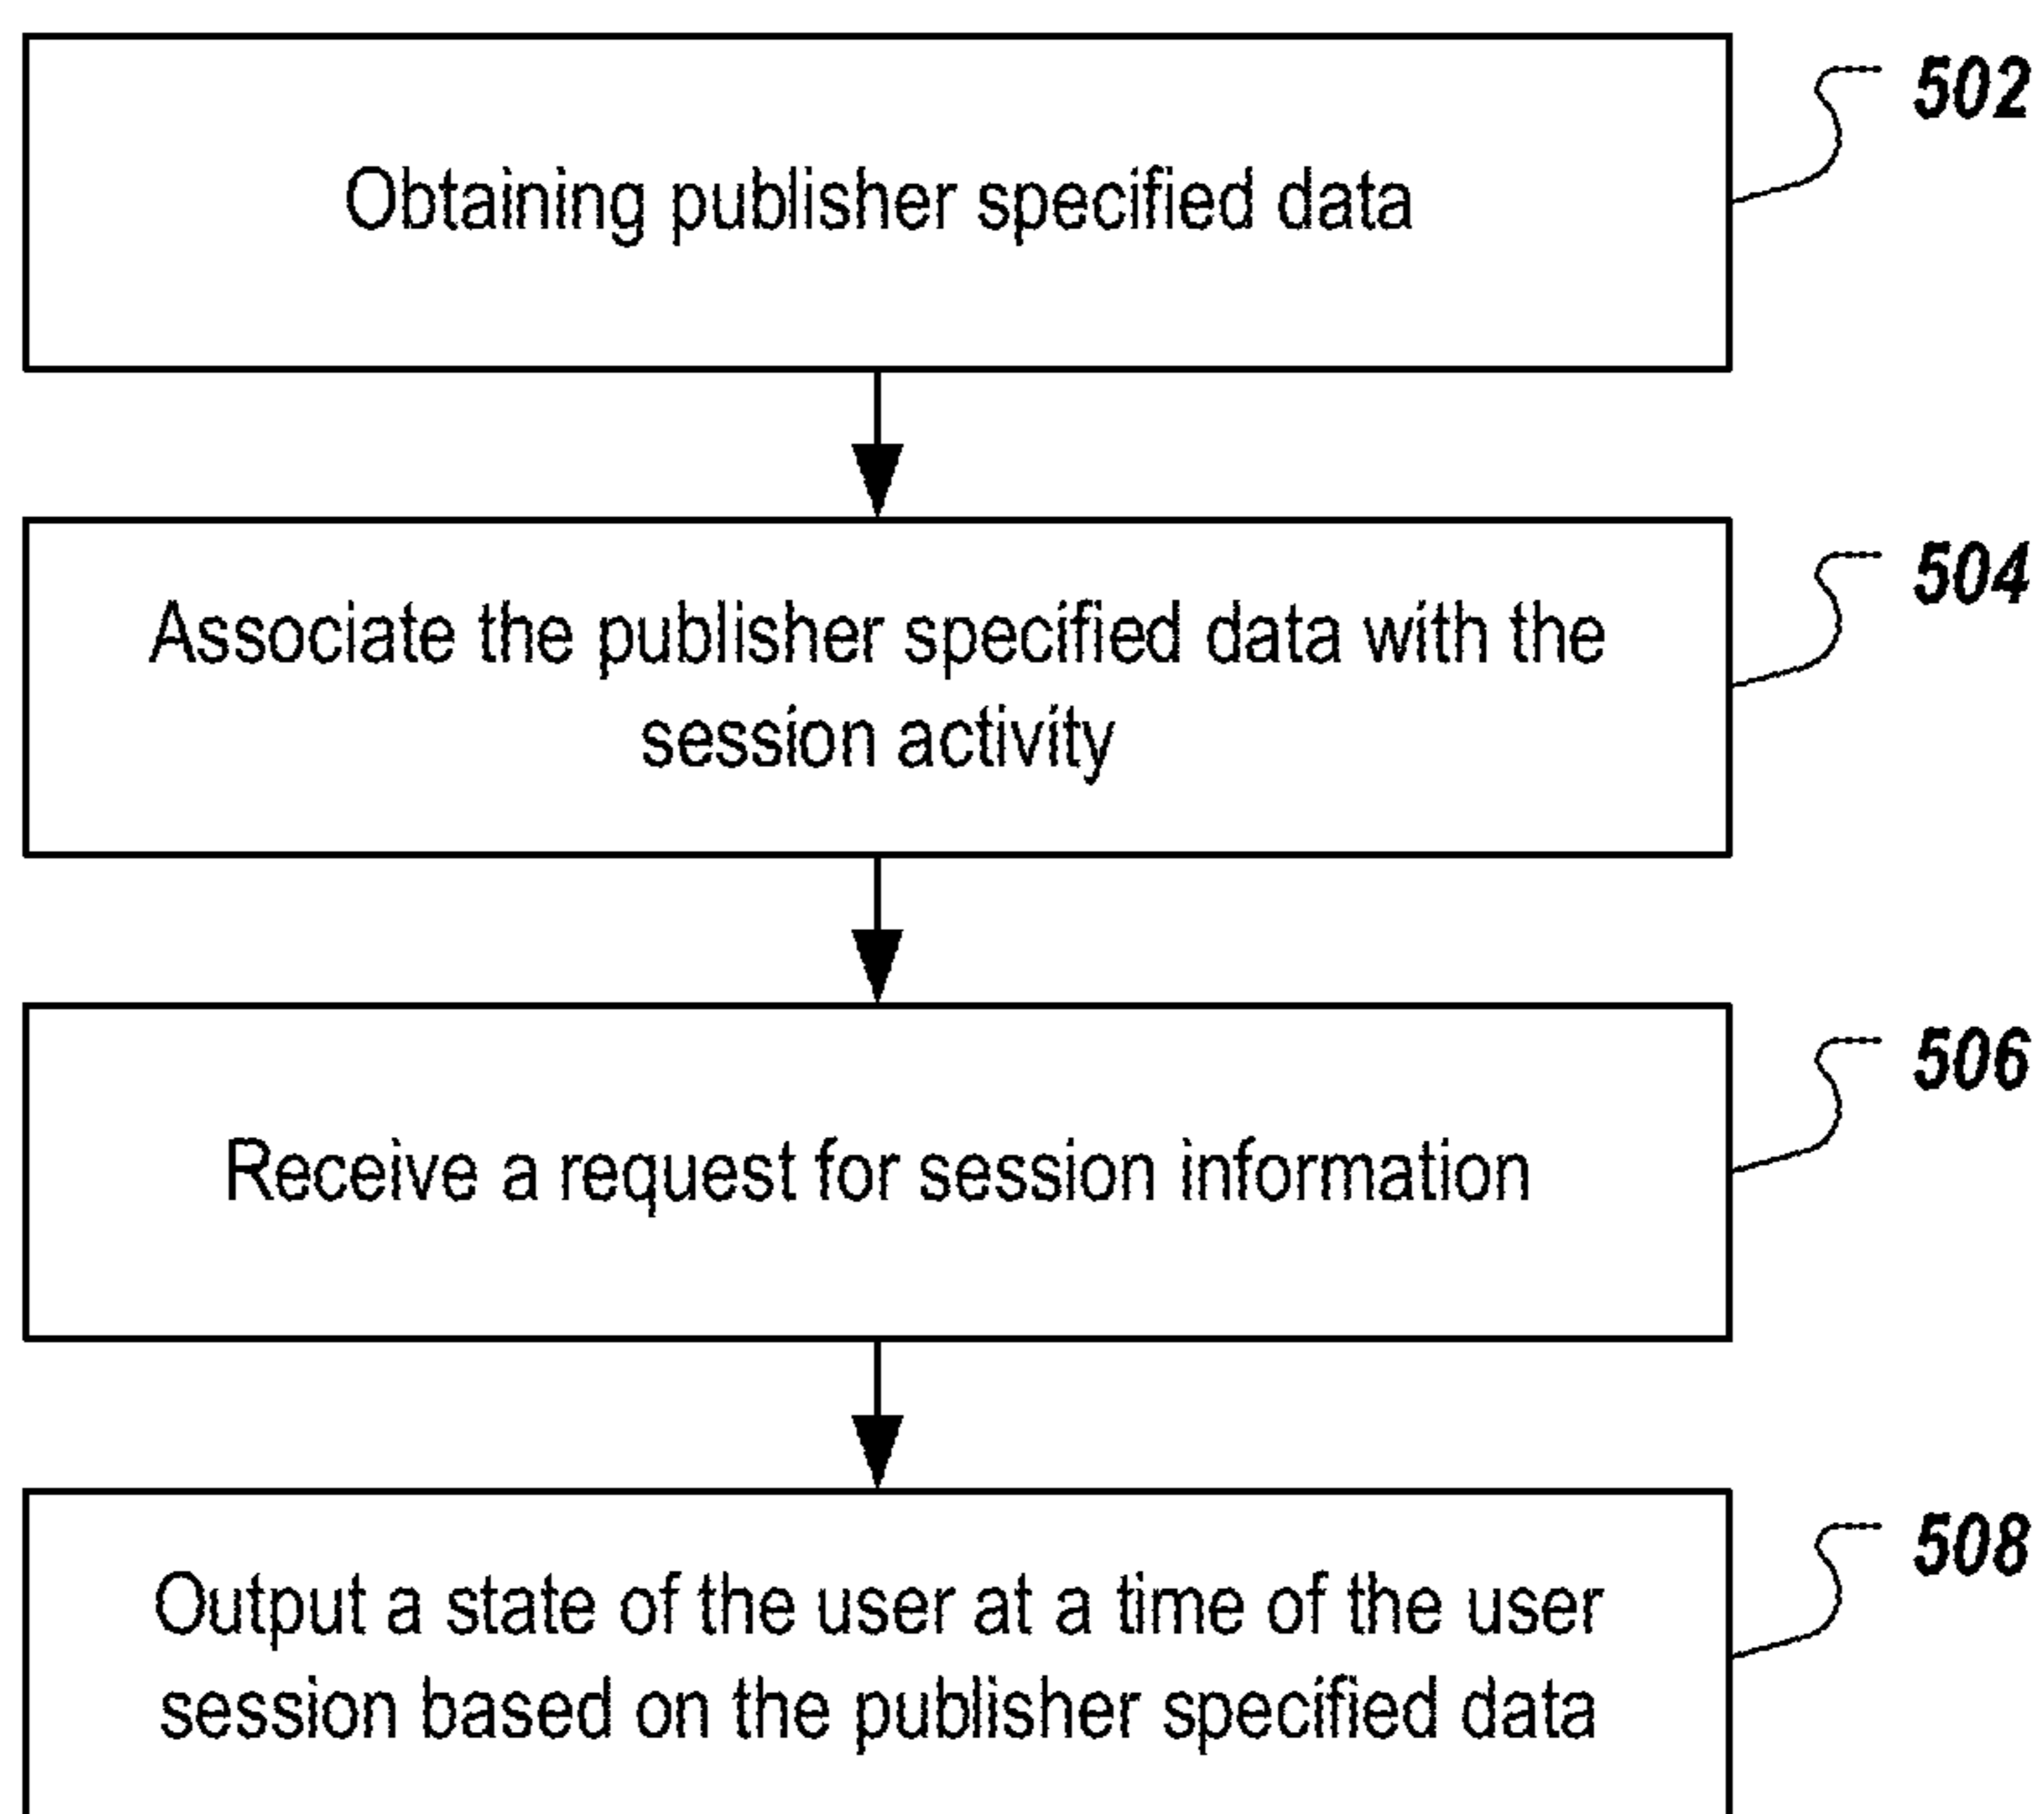 Obtaining publisher specified data
502
Associate the publisher specified data with the
session activity
504
Receive a request for session information
506
Output a state of the user at a time of the user
session based on the publisher specified data
508